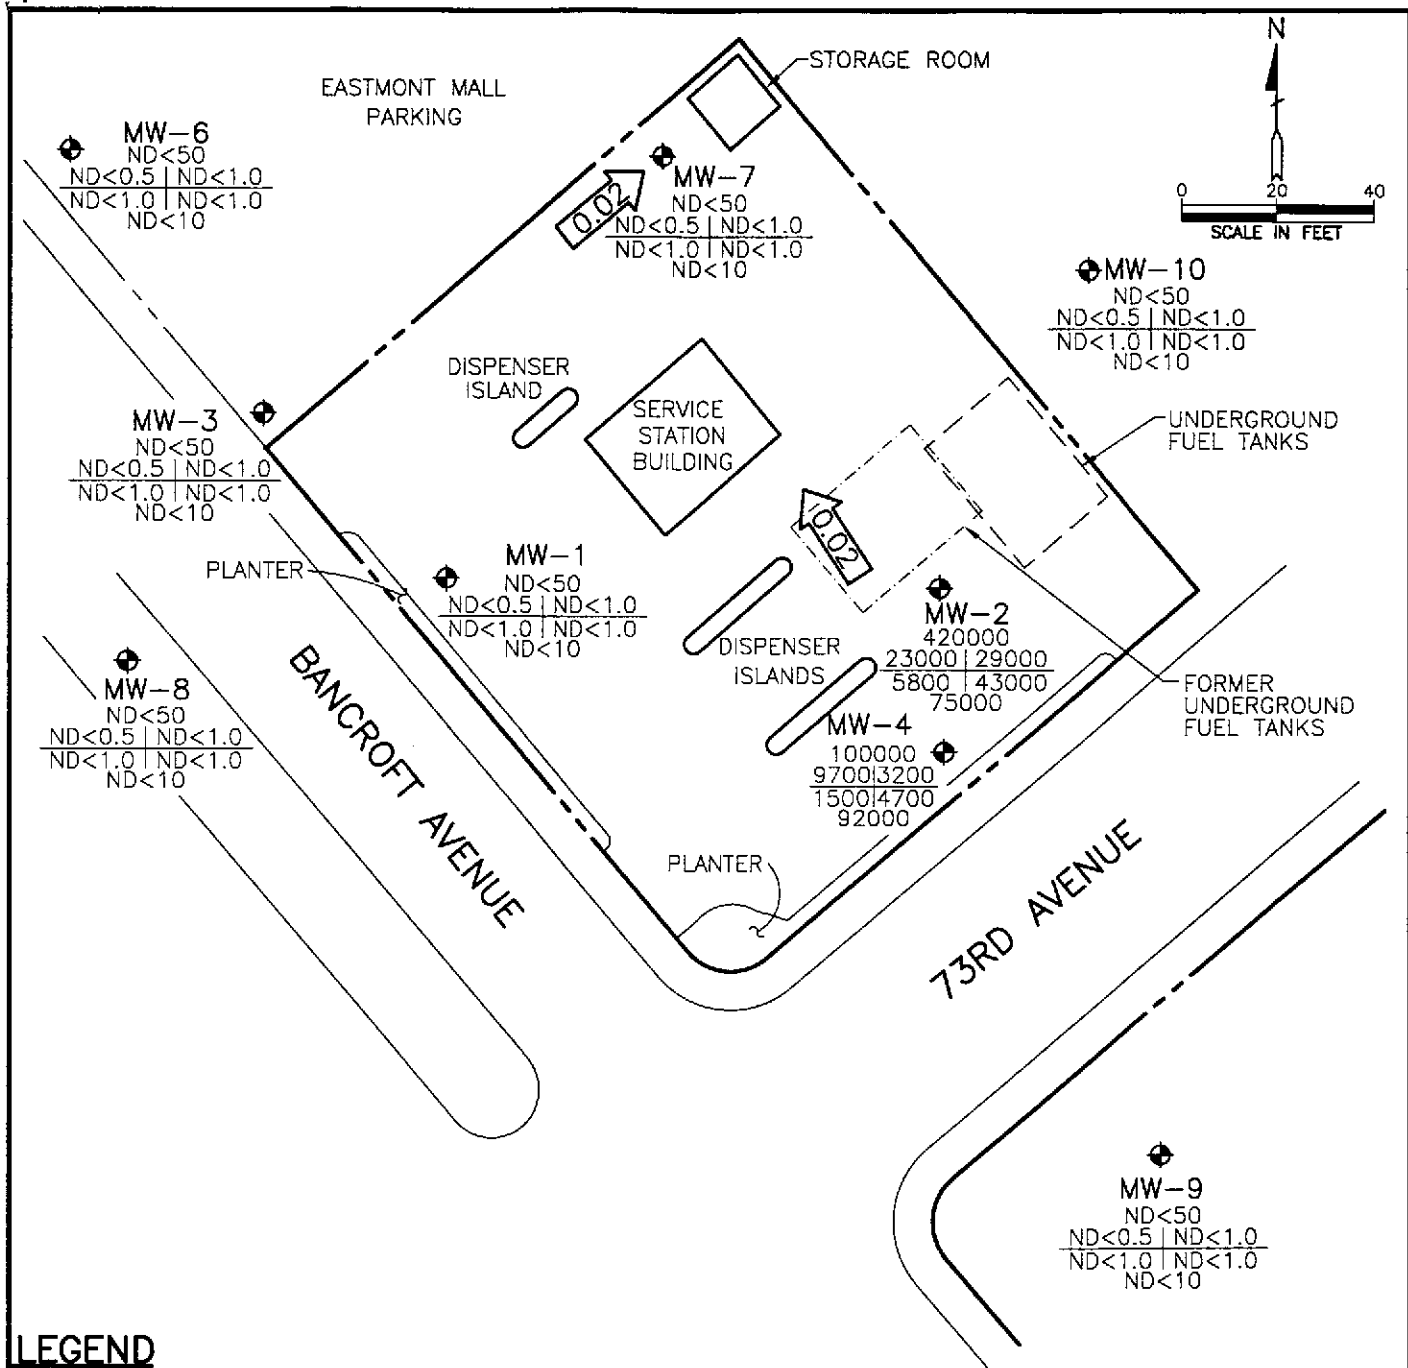 N
STORAGE ROOM
EASTMONT MALL
PARKING
MW-6
ND<50
ND<0.5 | ND<1.0
ND<1.0 | ND<1.0
ND<10
MW-7
ND<50
ND<0.5 | ND<1.0
ND<1.0 | ND<1.0
ND<10
0.02
0 20 40
SCALE IN FEET
MW-10
ND<50
ND<0.5 | ND<1.0
ND<1.0 | ND<1.0
ND<10
DISPENSER
ISLAND
SERVICE
STATION
BUILDING
UNDERGROUND
FUEL TANKS
MW-3
ND<50
ND<0.5 | ND<1.0
ND<1.0 | ND<1.0
ND<10
0.02
PLANTER
MW-1
ND<50
ND<0.5 | ND<1.0
ND<1.0 | ND<1.0
ND<10
MW-2
420000
23000 | 29000
5800 | 43000
75000
DISPENSER
ISLANDS
FORMER
UNDERGROUND
FUEL TANKS
MW-8
ND<50
ND<0.5 | ND<1.0
ND<1.0 | ND<1.0
ND<10
BANCROFT AVENUE
MW-4
100000
9700|3200
1500|4700
92000
PLANTER
73RD AVENUE
MW-9
ND<50
ND<0.5 | ND<1.0
ND<1.0 | ND<1.0
ND<10
LEGEND